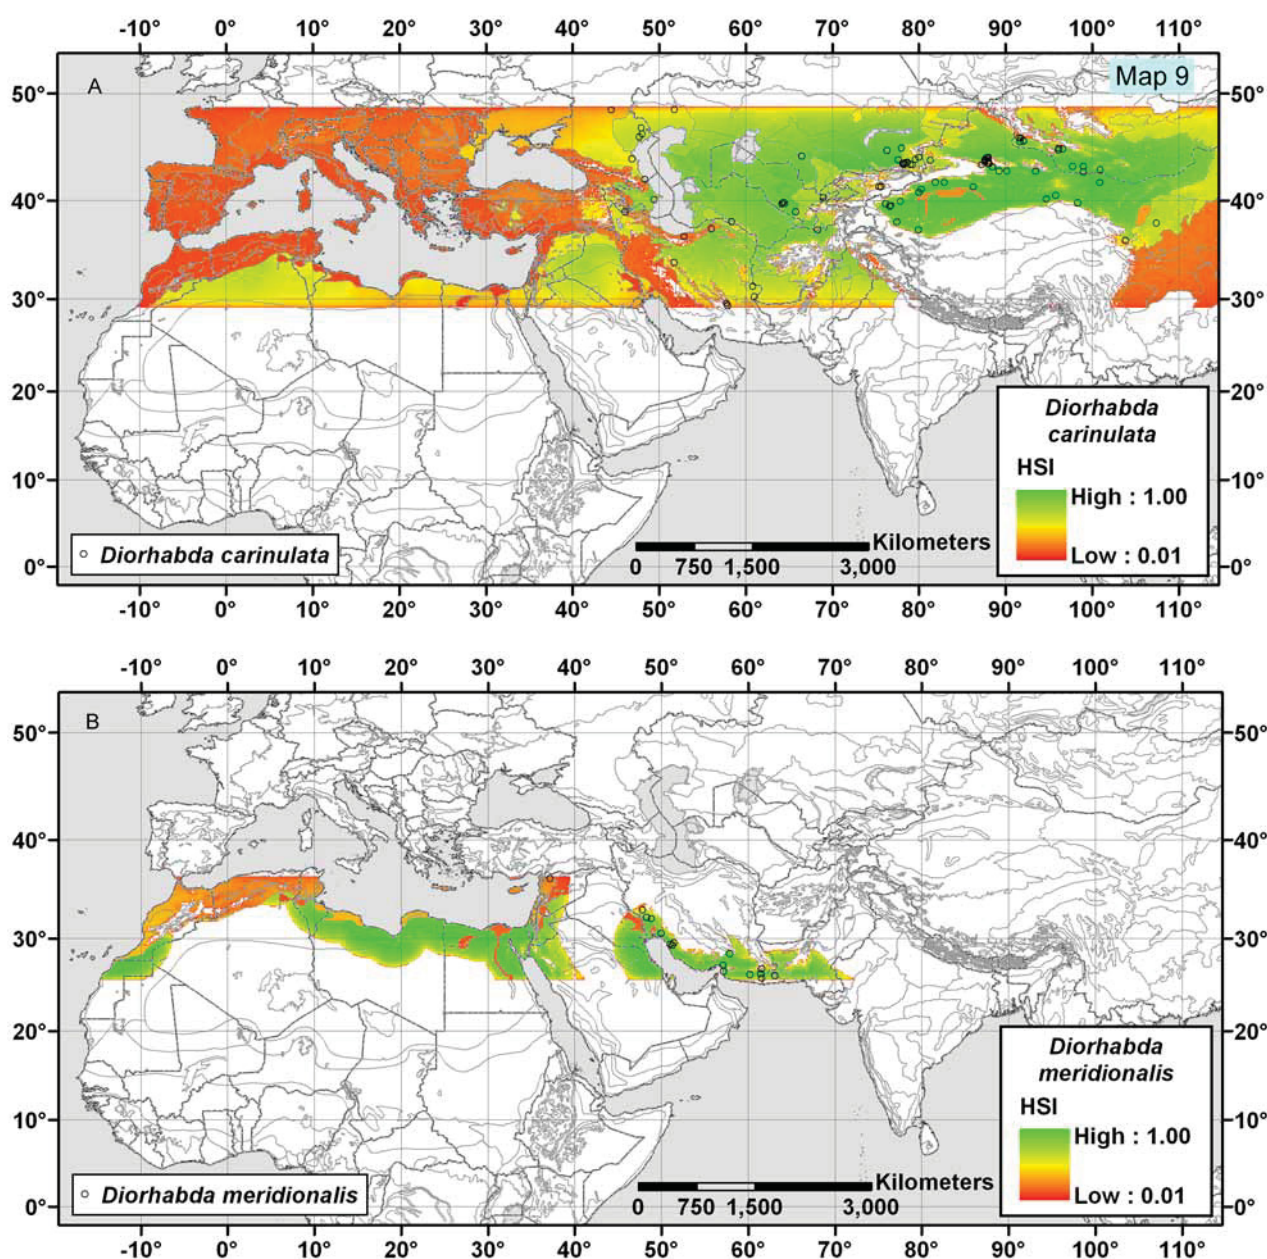 -10° 0° 10° 20° 30° 40° 50° 60° 70° 80° 90° 100° 110°
A
Map 9
50° 50°
40° 40°
30° 30°
20° 20°
10° 10°
0° 0°
Diorhabda
carinulata
HSI
High : 1.00
Low : 0.01
Diorhabda carinulata
Kilometers
0 750 1,500 3,000
-10° 0° 10° 20° 30° 40° 50° 60° 70° 80° 90° 100° 110°
-10° 0° 10° 20° 30° 40° 50° 60° 70° 80° 90° 100° 110°
B
50° 50°
40° 40°
30° 30°
20° 20°
10° 10°
0° 0°
Diorhabda
meridionalis
HSI
High : 1.00
Low : 0.01
Diorhabda meridionalis
Kilometers
0 750 1,500 3,000
-10° 0° 10° 20° 30° 40° 50° 60° 70° 80° 90° 100° 110°